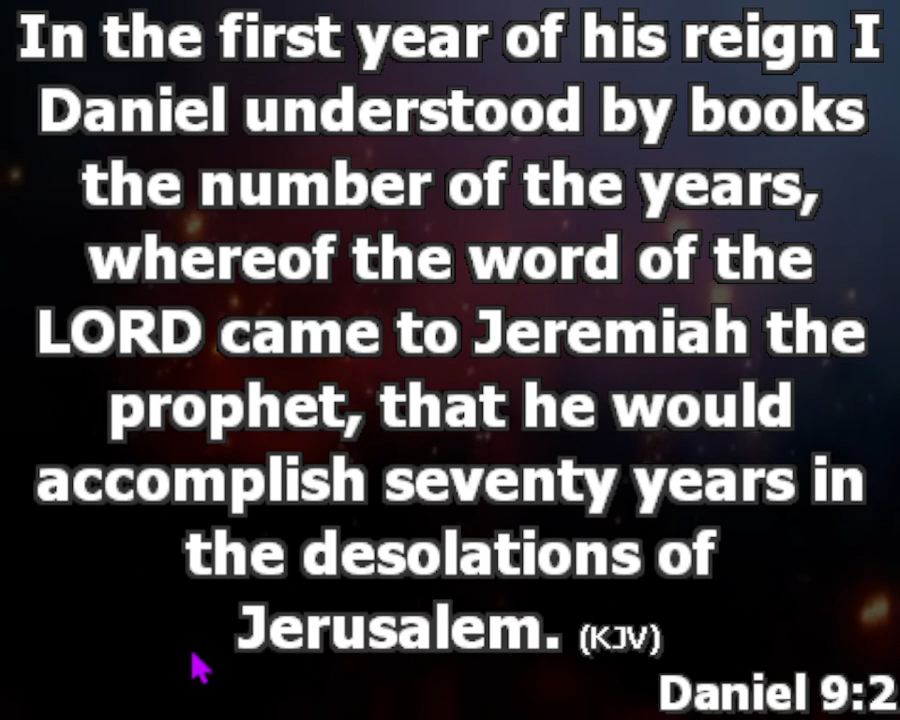 In the first year of his reign I
Daniel understood by books
the number of the years,
whereof the word of the
LORD came to Jeremiah the
prophet, that he would
accomplish seventy years in
the desolations of
Jerusalem. (KJV)
Daniel 9:2